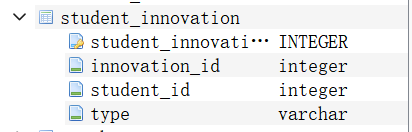 student_innovation
student_innovati… INTEGER
innovation_id integer
student_id integer
type varchar